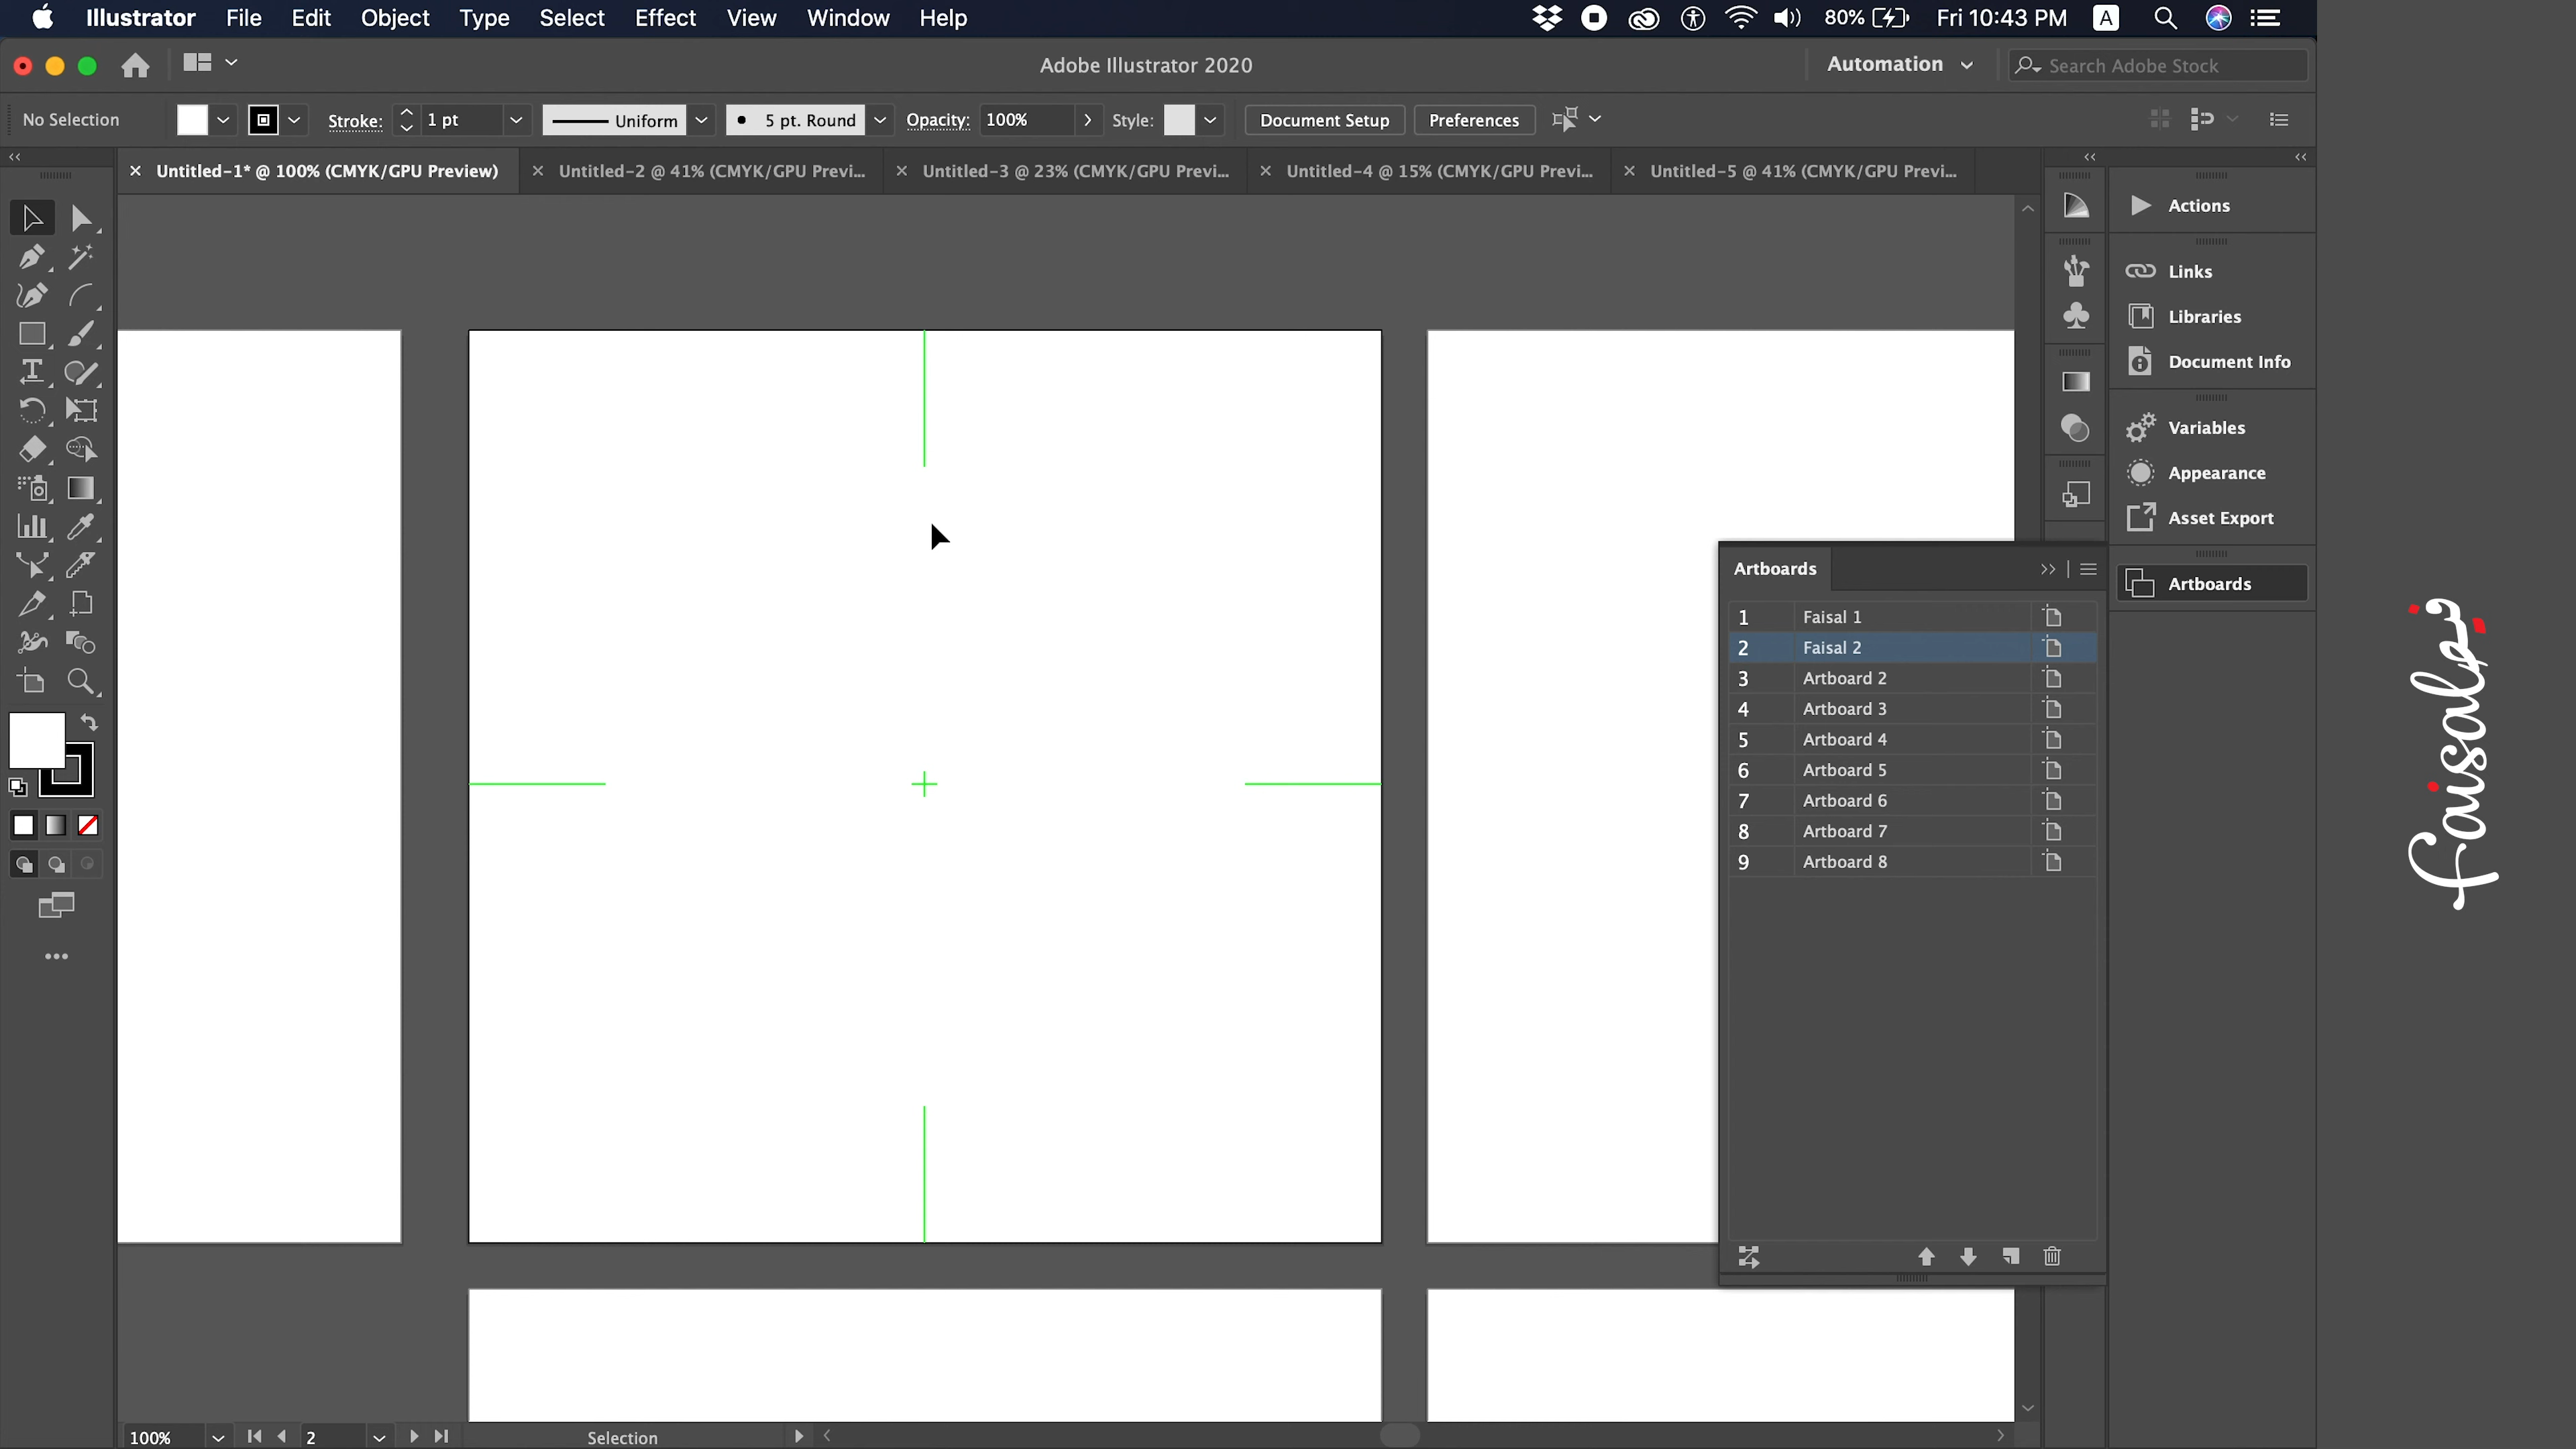 Illustrator File Edit Object Type Select Effect View Window Help 80% Fri 10:43 PM A
Adobe Illustrator 2020 Automation Search Adobe Stock
No Selection Stroke: 1 pt Uniform 5 pt. Round Opacity: 100% Style: Document Setup Preferences
Untitled-1* @ 100% (CMYK/GPU Preview) Untitled-2 @ 41% (CMYK/GPU Previ... Untitled-3 @ 23% (CMYK/GPU Previ... Untitled-4 @ 15% (CMYK/GPU Previ... Untitled-5 @ 41% (CMYK/GPU Previ...
Actions
Links
Libraries
Document Info
Variables
Appearance
Asset Export
Artboards
Artboards
1 Faisal 1
2 Faisal 2
3 Artboard 2
4 Artboard 3
5 Artboard 4
6 Artboard 5
7 Artboard 6
8 Artboard 7
9 Artboard 8
100% 2 Selection